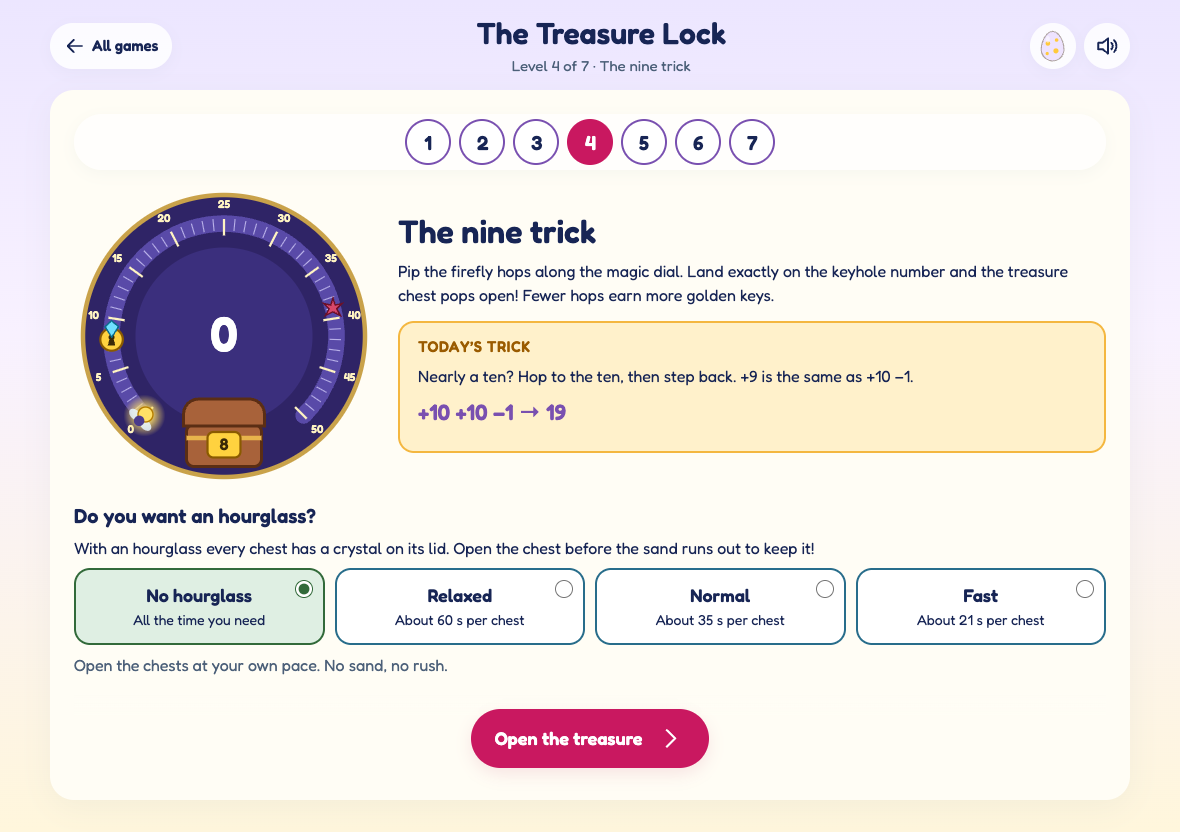 All games
The Treasure Lock
Level 4 of 7 · The nine trick
1 2 3 4 5 6 7
25
20 30
15 35
10 40
0
5 45
0 50
8
The nine trick
Pip the firefly hops along the magic dial. Land exactly on the keyhole number and the treasure
chest pops open! Fewer hops earn more golden keys.
TODAY'S TRICK
Nearly a ten? Hop to the ten, then step back. +9 is the same as +10 −1.
+10 +10 −1 → 19
Do you want an hourglass?
With an hourglass every chest has a crystal on its lid. Open the chest before the sand runs out to keep it!
No hourglass
All the time you need
Relaxed
About 60 s per chest
Normal
About 35 s per chest
Fast
About 21 s per chest
Open the chests at your own pace. No sand, no rush.
Open the treasure